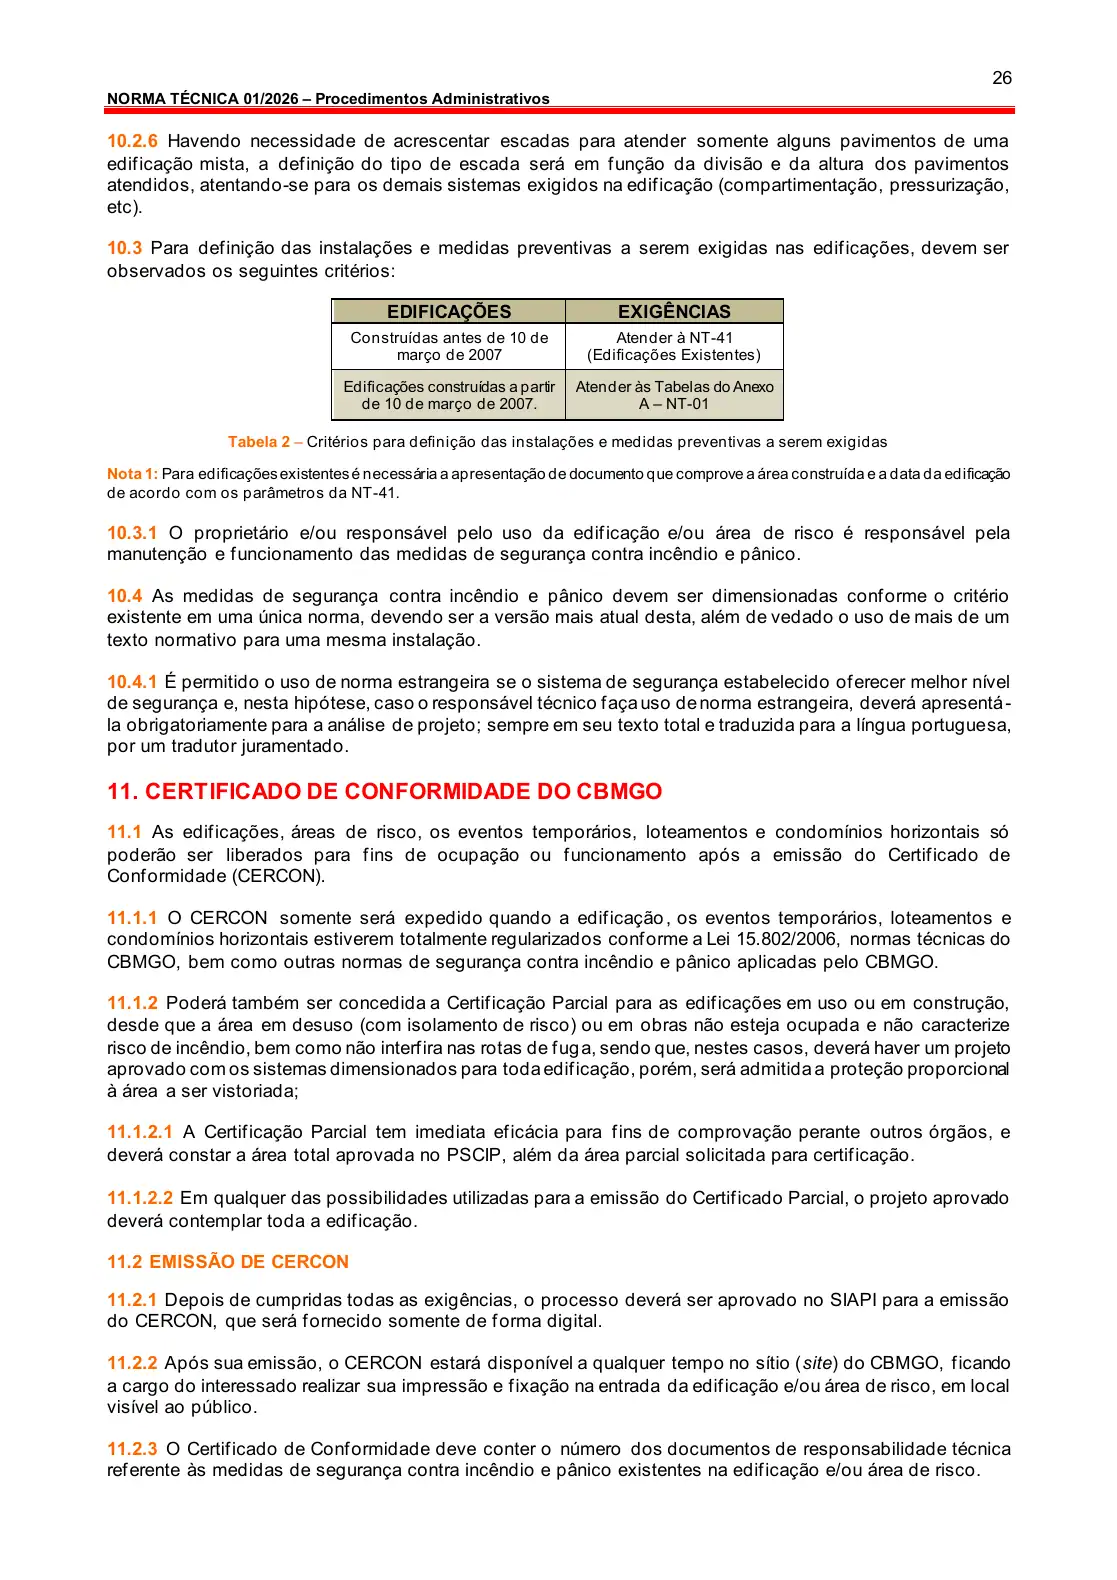 26
NORMA TÉCNICA 01/2026 – Procedimentos Administrativos
10.2.6 Havendo necessidade de acrescentar escadas para atender somente alguns pavimentos de uma
edificação mista, a definição do tipo de escada será em função da divisão e da altura dos pavimentos
atendidos, atentando-se para os demais sistemas exigidos na edificação (compartimentação, pressurização,
etc).
10.3 Para definição das instalações e medidas preventivas a serem exigidas nas edificações, devem ser
observados os seguintes critérios:
EDIFICAÇÕES EXIGÊNCIAS
Construídas antes de 10 de
março de 2007
Atender à NT-41
(Edificações Existentes)
Edificações construídas a partir
de 10 de março de 2007.
Atender às Tabelas do Anexo
A – NT-01
Tabela 2 – Critérios para definição das instalações e medidas preventivas a serem exigidas
Nota 1: Para edificações existentes é necessária a apresentação de documento que comprove a área construída e a data da edificação
de acordo com os parâmetros da NT-41.
10.3.1 O proprietário e/ou responsável pelo uso da edificação e/ou área de risco é responsável pela
manutenção e funcionamento das medidas de segurança contra incêndio e pânico.
10.4 As medidas de segurança contra incêndio e pânico devem ser dimensionadas conforme o critério
existente em uma única norma, devendo ser a versão mais atual desta, além de vedado o uso de mais de um
texto normativo para uma mesma instalação.
10.4.1 É permitido o uso de norma estrangeira se o sistema de segurança estabelecido oferecer melhor nível
de segurança e, nesta hipótese, caso o responsável técnico faça uso de norma estrangeira, deverá apresentá-
la obrigatoriamente para a análise de projeto; sempre em seu texto total e traduzida para a língua portuguesa,
por um tradutor juramentado.
11. CERTIFICADO DE CONFORMIDADE DO CBMGO
11.1 As edificações, áreas de risco, os eventos temporários, loteamentos e condomínios horizontais só
poderão ser liberados para fins de ocupação ou funcionamento após a emissão do Certificado de
Conformidade (CERCON).
11.1.1 O CERCON somente será expedido quando a edificação, os eventos temporários, loteamentos e
condomínios horizontais estiverem totalmente regularizados conforme a Lei 15.802/2006, normas técnicas do
CBMGO, bem como outras normas de segurança contra incêndio e pânico aplicadas pelo CBMGO.
11.1.2 Poderá também ser concedida a Certificação Parcial para as edificações em uso ou em construção,
desde que a área em desuso (com isolamento de risco) ou em obras não esteja ocupada e não caracterize
risco de incêndio, bem como não interfira nas rotas de fuga, sendo que, nestes casos, deverá haver um projeto
aprovado com os sistemas dimensionados para toda edificação, porém, será admitida a proteção proporcional
à área a ser vistoriada;
11.1.2.1 A Certificação Parcial tem imediata eficácia para fins de comprovação perante outros órgãos, e
deverá constar a área total aprovada no PSCIP, além da área parcial solicitada para certificação.
11.1.2.2 Em qualquer das possibilidades utilizadas para a emissão do Certificado Parcial, o projeto aprovado
deverá contemplar toda a edificação.
11.2 EMISSÃO DE CERCON
11.2.1 Depois de cumpridas todas as exigências, o processo deverá ser aprovado no SIAPI para a emissão
do CERCON, que será fornecido somente de forma digital.
11.2.2 Após sua emissão, o CERCON estará disponível a qualquer tempo no sítio (site) do CBMGO, ficando
a cargo do interessado realizar sua impressão e fixação na entrada da edificação e/ou área de risco, em local
visível ao público.
11.2.3 O Certificado de Conformidade deve conter o número dos documentos de responsabilidade técnica
referente às medidas de segurança contra incêndio e pânico existentes na edificação e/ou área de risco.